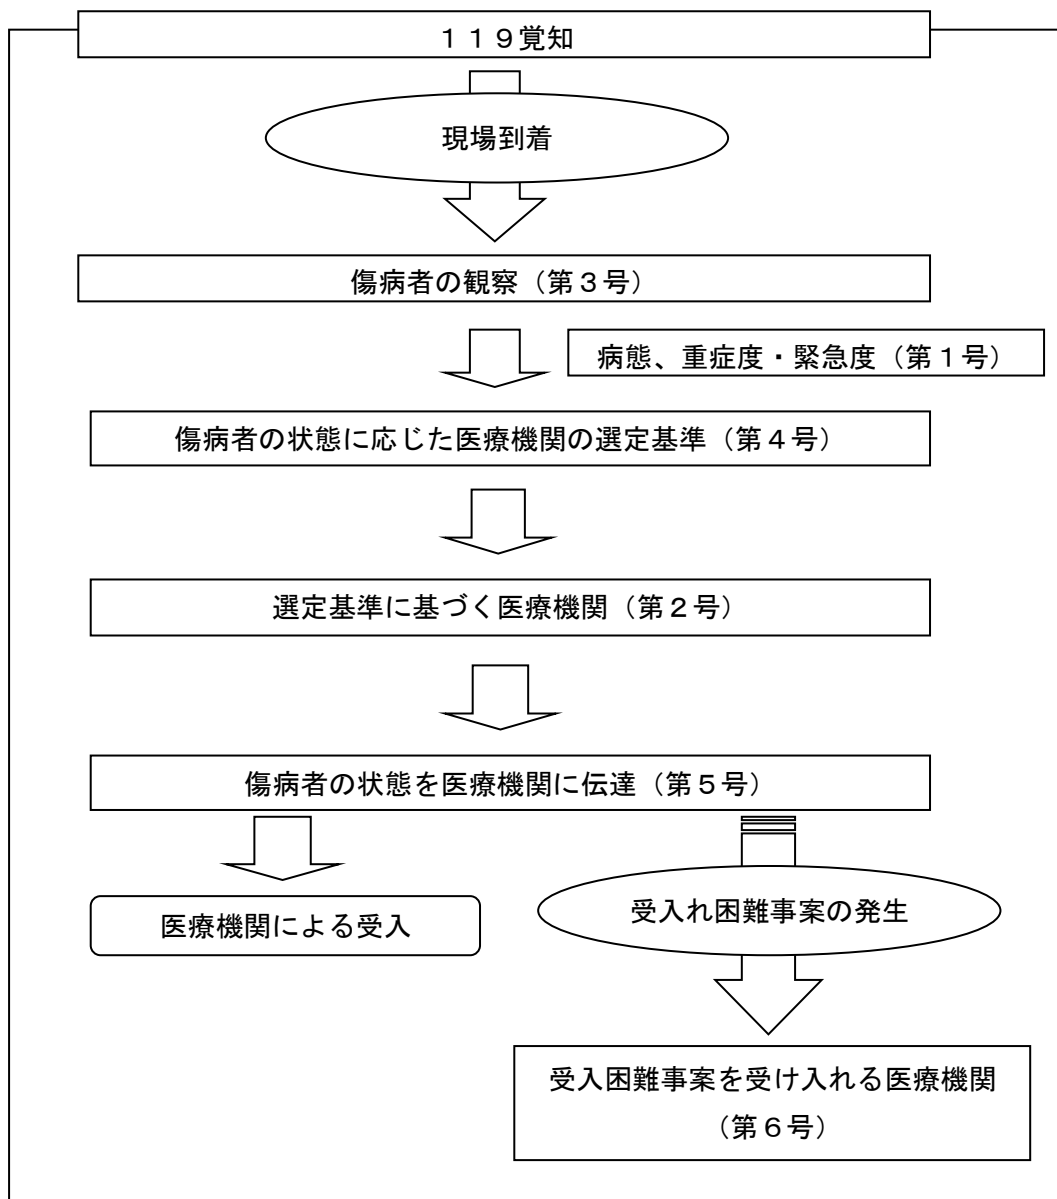 １１９覚知
現場到着
傷病者の観察（第３号）
病態、重症度・緊急度（第１号）
傷病者の状態に応じた医療機関の選定基準（第４号）
選定基準に基づく医療機関（第２号）
傷病者の状態を医療機関に伝達（第５号）
医療機関による受入
受入れ困難事案の発生
受入困難事案を受け入れる医療機関
（第６号）